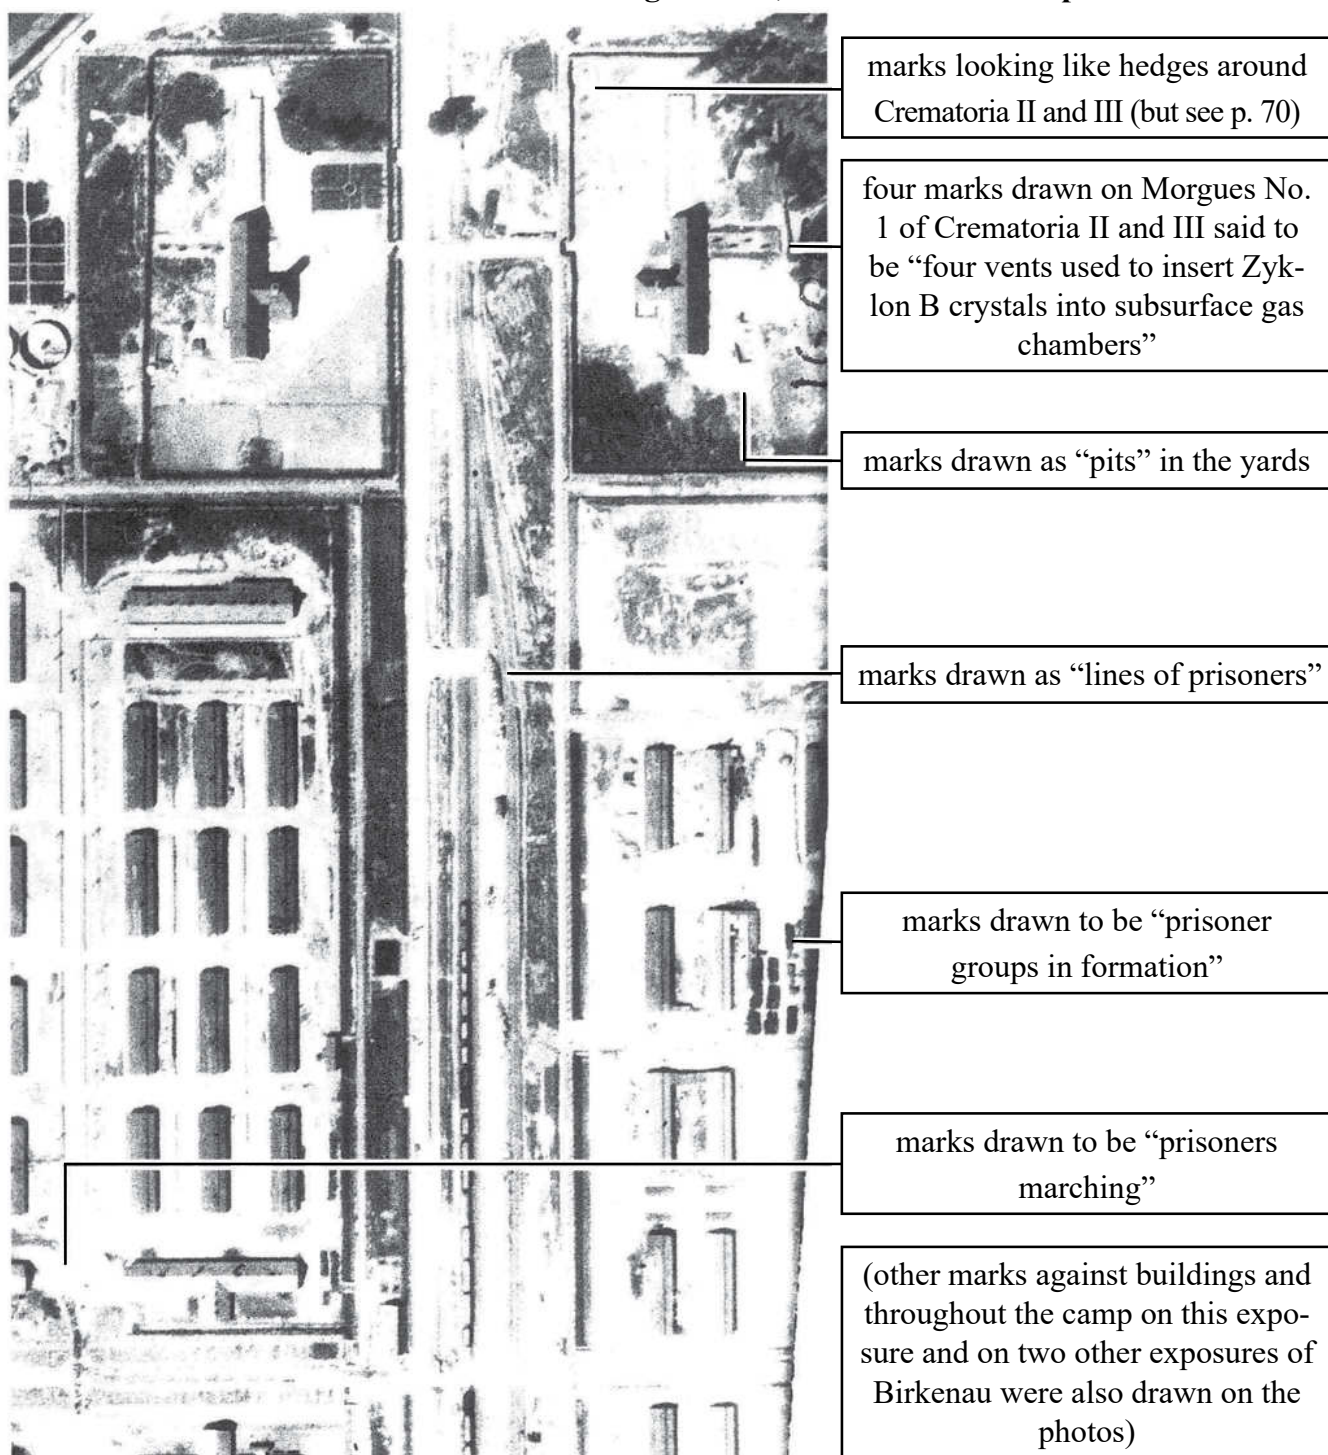 marks looking like hedges around
Crematoria II and III (but see p. 70)
four marks drawn on Morgues No.
1 of Crematoria II and III said to
be “four vents used to insert Zyk-
lon B crystals into subsurface gas
chambers”
marks drawn as “pits” in the yards
marks drawn as “lines of prisoners”
marks drawn to be “prisoner
groups in formation”
marks drawn to be “prisoners
marching”
(other marks against buildings and
throughout the camp on this expo-
sure and on two other exposures of
Birkenau were also drawn on the
photos)